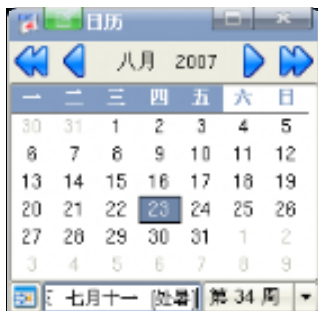 日历
八月 2007
一 二 三 四 五 六 日
30 31 1 2 3 4 5
6 7 8 9 10 11 12
13 14 15 16 17 18 19
20 21 22 23 24 25 26
27 28 29 30 31 1 2
3 4 5 6 7 8 9
七月十一 [处暑] 第 34 周